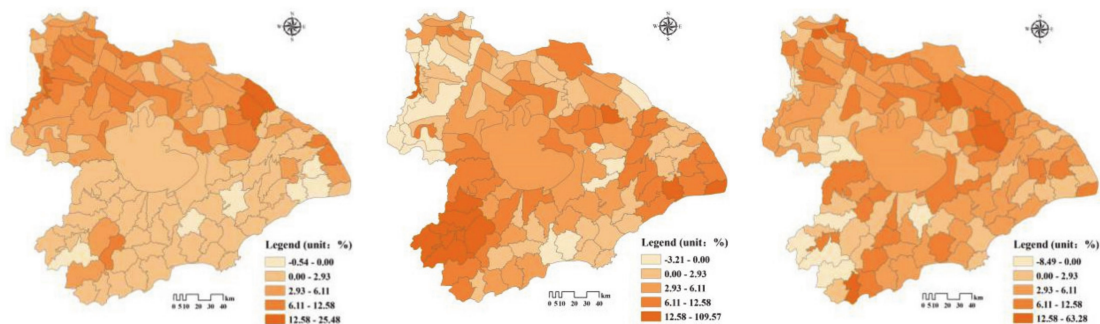 N
W E
S
N
W E
S
N
W E
S
Legend (unit: %)
-0.54 - 0.00
0.00 - 2.93
2.93 - 6.11
6.11 - 12.58
12.58 - 25.48
0 5 10 20 30 40 km
Legend (unit: %)
-3.21 - 0.00
0.00 - 2.93
2.93 - 6.11
6.11 - 12.58
12.58 - 109.57
0 5 10 20 30 40 km
Legend (unit: %)
-8.49 - 0.00
0.00 - 2.93
2.93 - 6.11
6.11 - 12.58
12.58 - 63.28
0 5 10 20 30 40 km